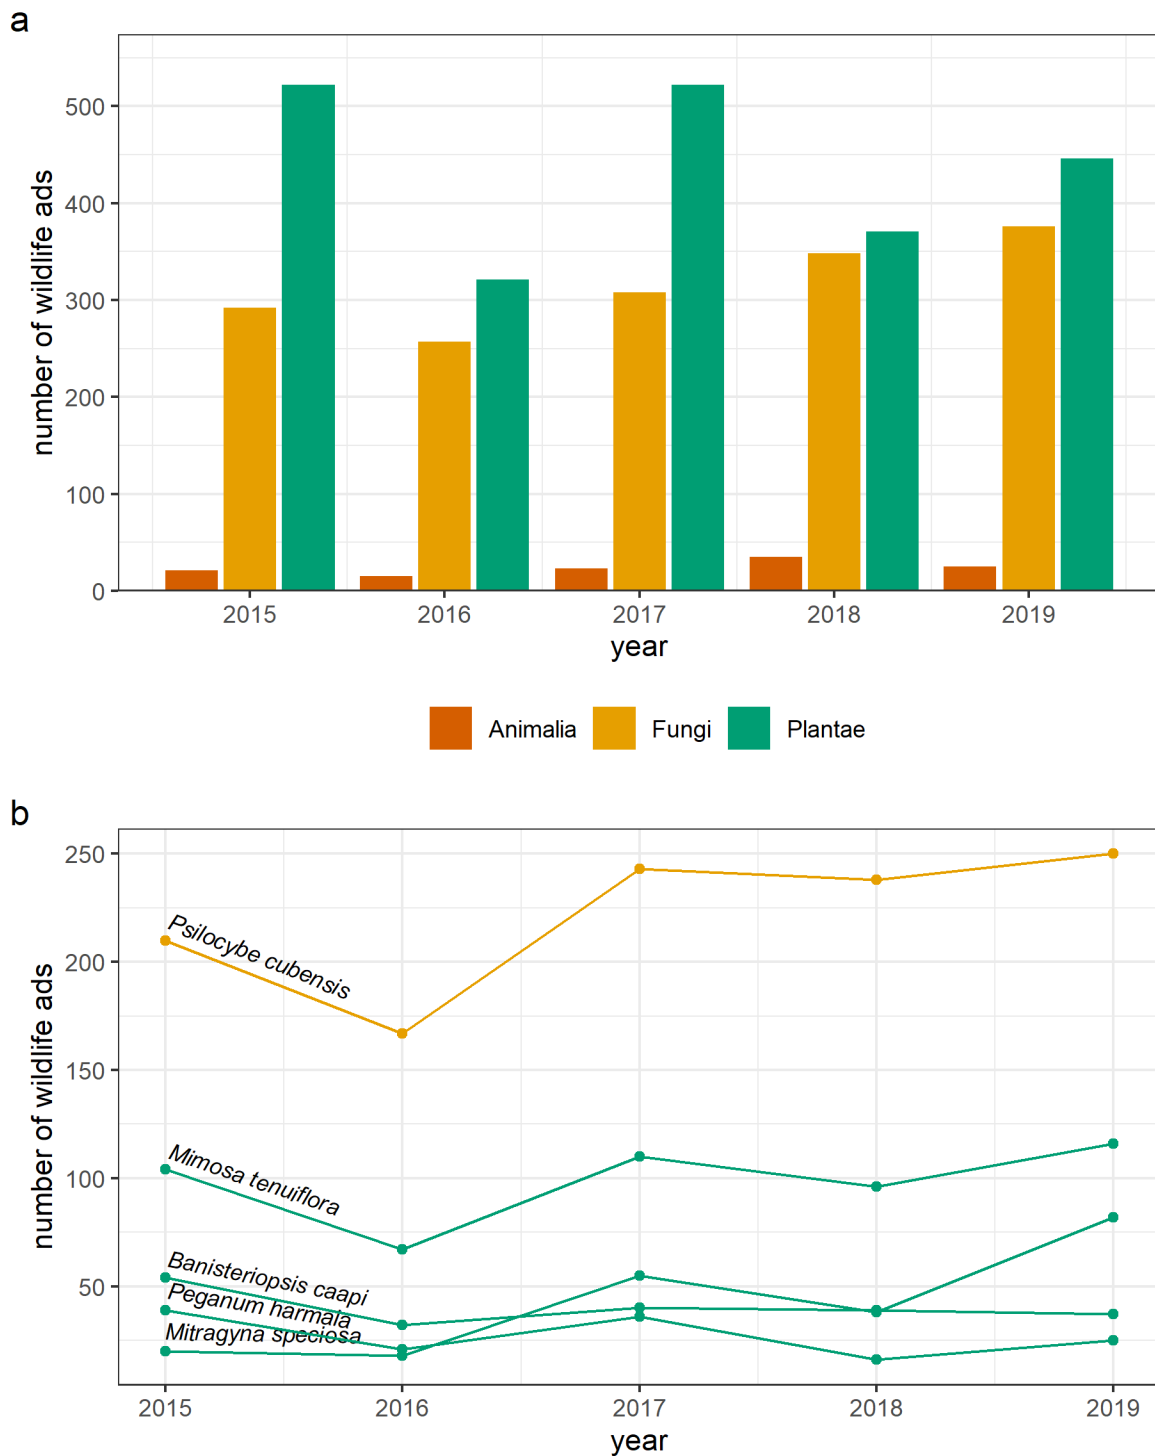 a
number of wildlife ads
500
400
300
200
100
0
2015 2016 2017 2018 2019
year
Animalia Fungi Plantae
b
number of wildlife ads
250
200
150
100
50
Psilocybe cubensis
Mimosa tenuiflora
Banisteriopsis caapi
Peganum harmala
Mitragyna speciosa
2015 2016 2017 2018 2019
year